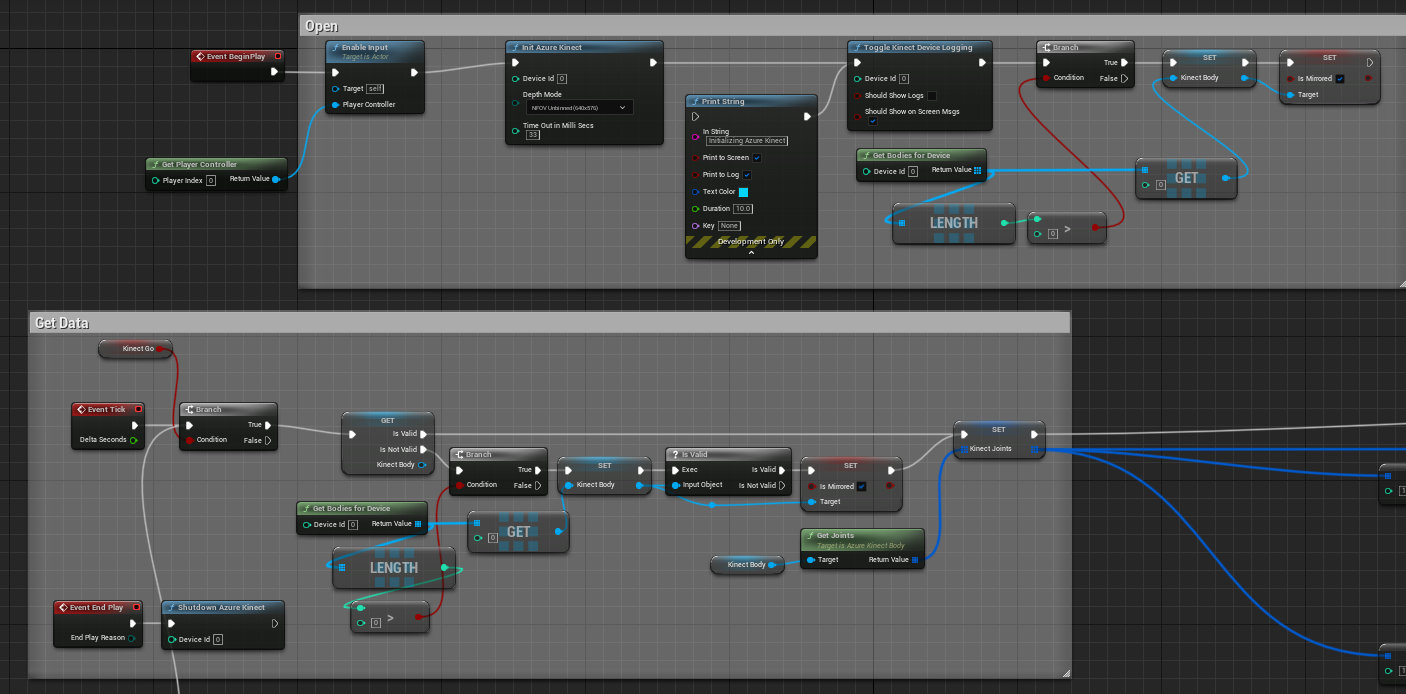 Open
Event BeginPlay
Enable Input
Target is Actor
Target self
Player Controller
Get Player Controller
Player Index 0 Return Value
Init Azure Kinect
Device Id 0
Depth Mode
NFOV Unbinned (640x576)
Time Out in Milli Secs
33
Print String
In String
Initializing Azure Kinect
Print to Screen
Print to Log
Text Color
Duration 10.0
Key None
Development Only
Toggle Kinect Device Logging
Device Id 0
Should Show Logs
Should Show on Screen Msgs
Get Bodies for Device
Device Id 0 Return Value
LENGTH
0 >
Branch
True
Condition False
SET
Kinect Body
GET
0
SET
Is Mirrored
Target
Get Data
Kinect Go
Event Tick
Delta Seconds
Branch
True
Condition False
GET
Is Valid
Is Not Valid
Kinect Body
Branch
True
Condition False
Get Bodies for Device
Device Id 0 Return Value
LENGTH
0 >
GET
0
SET
Kinect Body
Is Valid
Exec Is Valid
Input Object Is Not Valid
SET
Is Mirrored
Target
Kinect Body
Get Joints
Target is Azure Kinect Body
Target Return Value
SET
Kinect Joints
1
1
Event End Play
End Play Reason
Shutdown Azure Kinect
Device Id 0